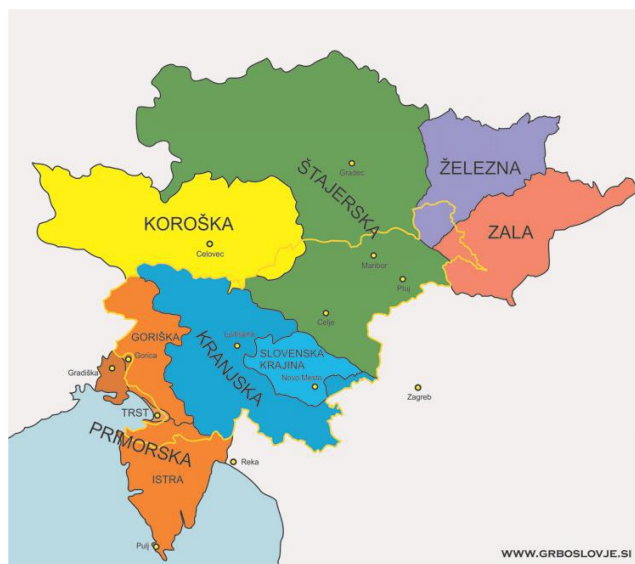 Gradec
ŽELEZNA
ŠTAJERSKA
KOROŠKA
Celovec
ZALA
Maribor
Ptuj
Celje
GORIŠKA
Gorica
Gradiška
Ljubljana
KRANJSKA
SLOVENSKA
KRAJINA
Novo Mesto
Zagreb
TRST
PRIMORSKA
ISTRA
Reka
Pulj
WWW.GRBOSLOVJE.SI